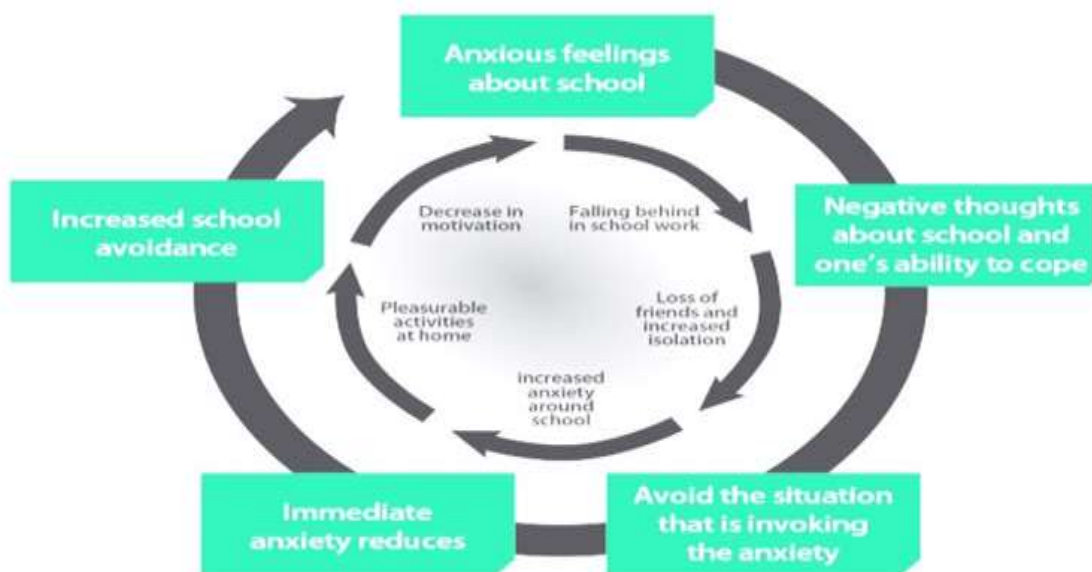 Anxious feelings
about school
Negative thoughts
about school and
one's ability to cope
Avoid the situation
that is invoking
the anxiety
Immediate
anxiety reduces
Increased school
avoidance
Falling behind
in school work
Loss of
friends and
increased
isolation
increased
anxiety
around
school
Pleasurable
activities
at home
Decrease in
motivation